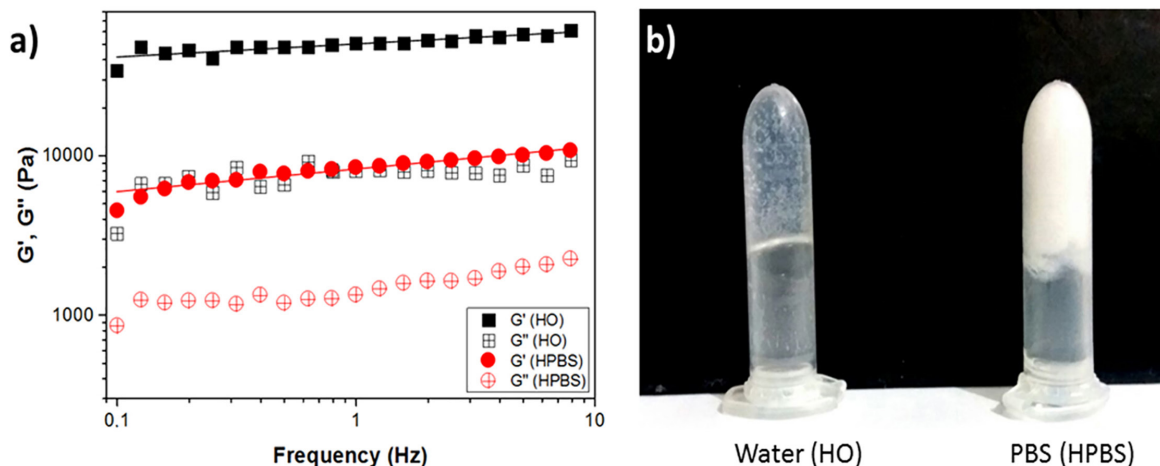 a)
G', G'' (Pa)
10000
1000
0.1
1
10
Frequency (Hz)
G' (HO)
G'' (HO)
G' (HPBS)
G'' (HPBS)
b)
Water (HO)
PBS (HPBS)